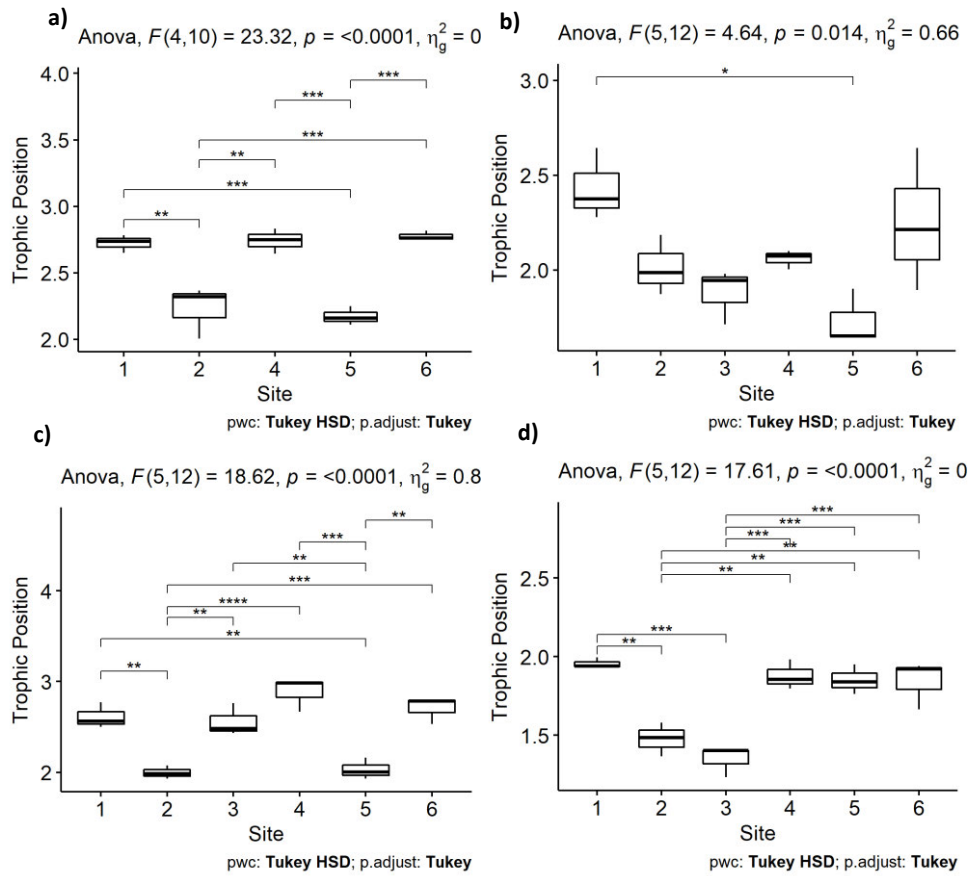 a)
Anova, F(4,10) = 23.32, p = <0.0001, η²g = 0
4.0
3.5
3.0
2.5
2.0
Trophic Position
***
***
***
**
***
**
1 2 4 5 6
Site
pwc: Tukey HSD; p.adjust: Tukey
b)
Anova, F(5,12) = 4.64, p = 0.014, η²g = 0.66
3.0
2.5
2.0
Trophic Position
*
1 2 3 4 5 6
Site
pwc: Tukey HSD; p.adjust: Tukey
c)
Anova, F(5,12) = 18.62, p = <0.0001, η²g = 0.8
4
3
2
Trophic Position
**
***
**
***
****
**
**
**
1 2 3 4 5 6
Site
pwc: Tukey HSD; p.adjust: Tukey
d)
Anova, F(5,12) = 17.61, p = <0.0001, η²g = 0
2.5
2.0
1.5
Trophic Position
***
***
***
**
**
**
***
**
1 2 3 4 5 6
Site
pwc: Tukey HSD; p.adjust: Tukey